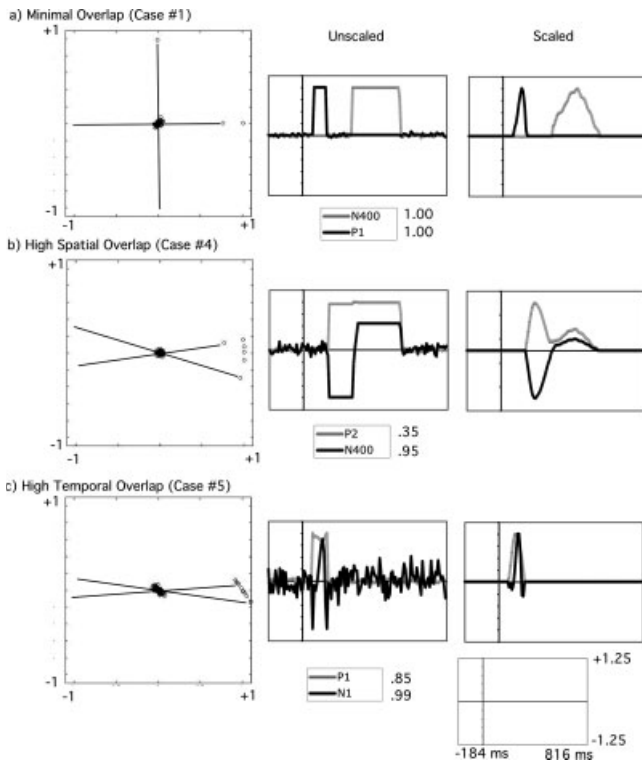 a) Minimal Overlap (Case #1)
+1
Unscaled
Scaled
-1
-1
+1
N400 1.00
P1 1.00
b) High Spatial Overlap (Case #4)
+1
-1
-1
+1
P2 .35
N400 .95
c) High Temporal Overlap (Case #5)
+1
-1
-1
+1
P1 .85
N1 .99
+1.25
-1.25
-184 ms
816 ms